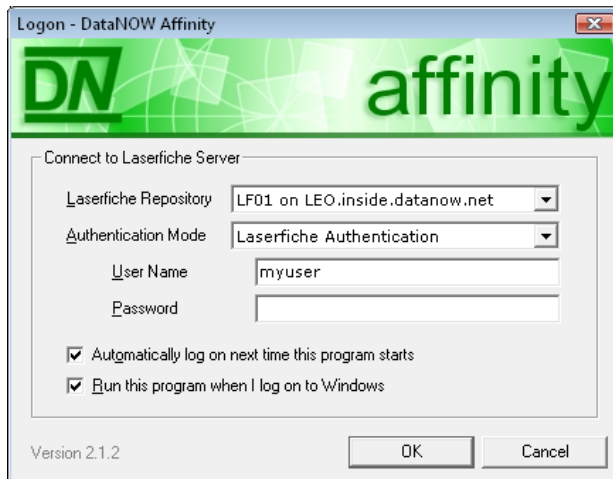 Logon - DataNOW Affinity
DN
affinity
Connect to Laserfiche Server
Laserfiche Repository
LF01 on LEO.inside.datanow.net
Authentication Mode
Laserfiche Authentication
User Name
myuser
Password
Automatically log on next time this program starts
Run this program when I log on to Windows
Version 2.1.2
OK
Cancel